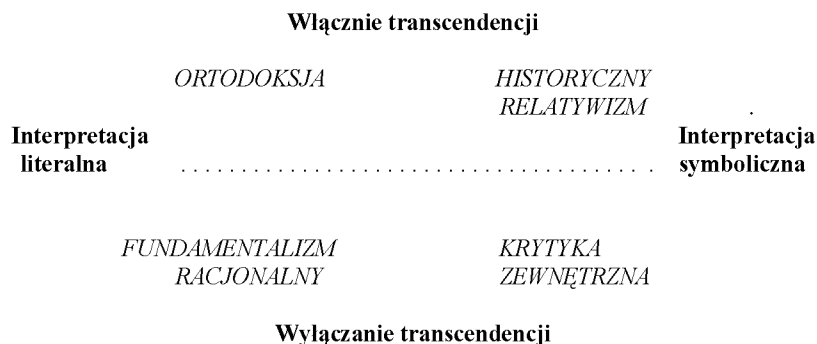 Włącznie transcendencji
ORTODOKSJA HISTORYCZNY
RELATYWIZM .
Interpretacja Interpretacja
literalna . . . . . . . . . . . . . . . . . . . . . . . . . . . . . . . . . . . . . . . . . symboliczna
FUNDAMENTALIZM KRYTYKA
RACJONALNY ZEWNĘTRZNA
Wyłączanie transcendencji